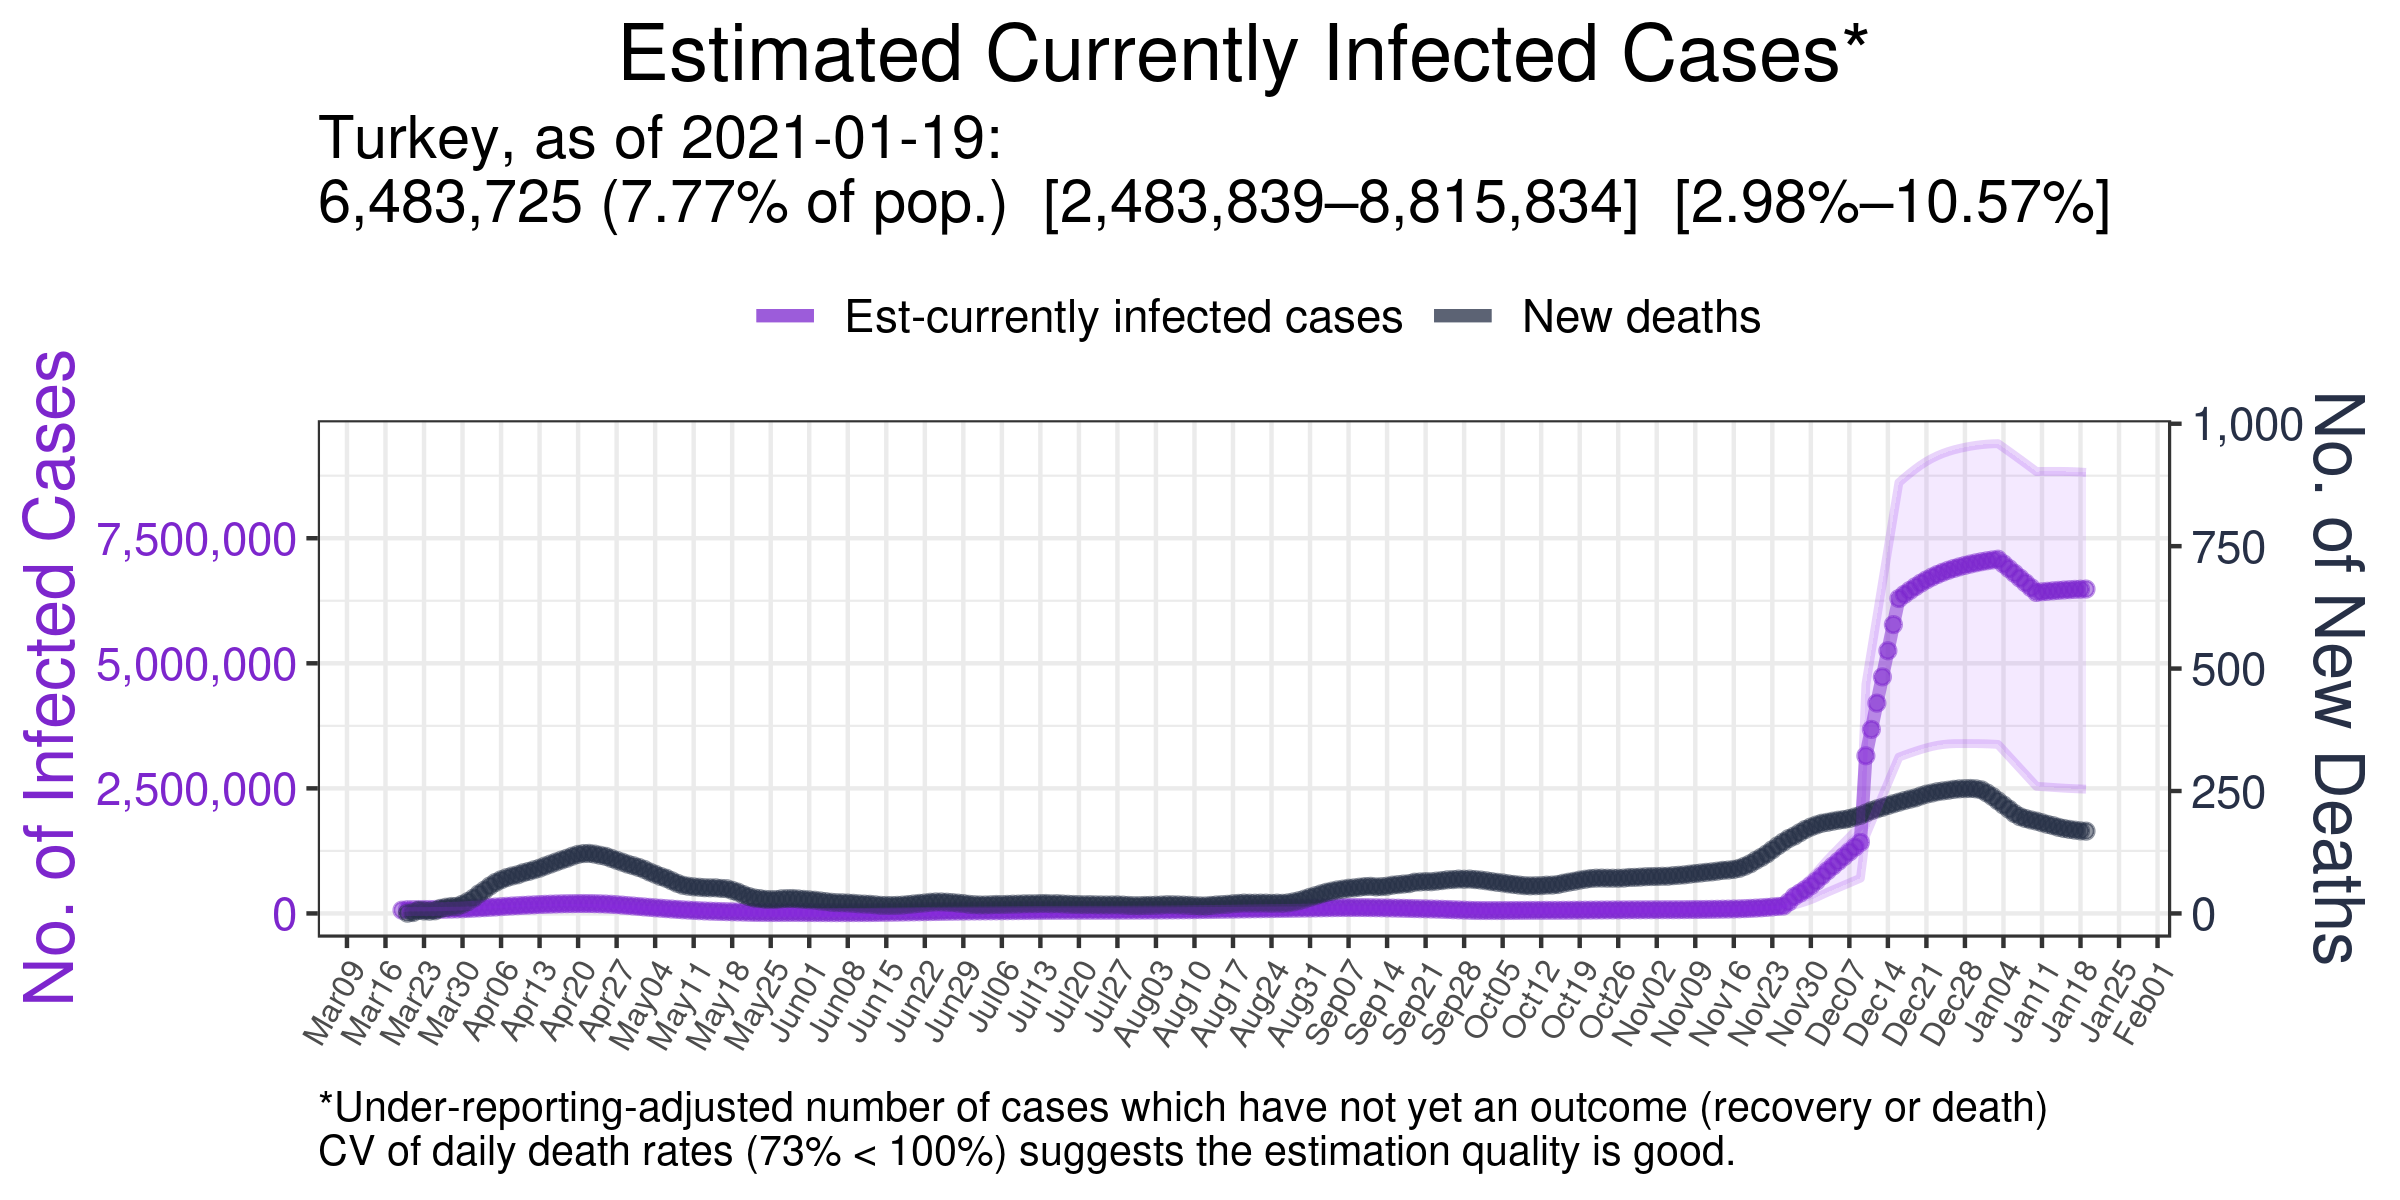 Estimated Currently Infected Cases*
Turkey, as of 2021-01-19:
6,483,725 (7.77% of pop.) [2,483,839–8,815,834] [2.98%–10.57%]
Est-currently infected cases
New deaths
No. of Infected Cases
7,500,000
5,000,000
2,500,000
0
1,000
750
500
250
0
No. of New Deaths
Mar09
Mar16
Mar23
Mar30
Apr06
Apr13
Apr20
Apr27
May04
May11
May18
May25
Jun01
Jun08
Jun15
Jun22
Jun29
Jul06
Jul13
Jul20
Jul27
Aug03
Aug10
Aug17
Aug24
Aug31
Sep07
Sep14
Sep21
Sep28
Oct05
Oct12
Oct19
Oct26
Nov02
Nov09
Nov16
Nov23
Nov30
Dec07
Dec14
Dec21
Dec28
Jan04
Jan11
Jan18
Jan25
Feb01
*Under-reporting-adjusted number of cases which have not yet an outcome (recovery or death)
CV of daily death rates (73% < 100%) suggests the estimation quality is good.